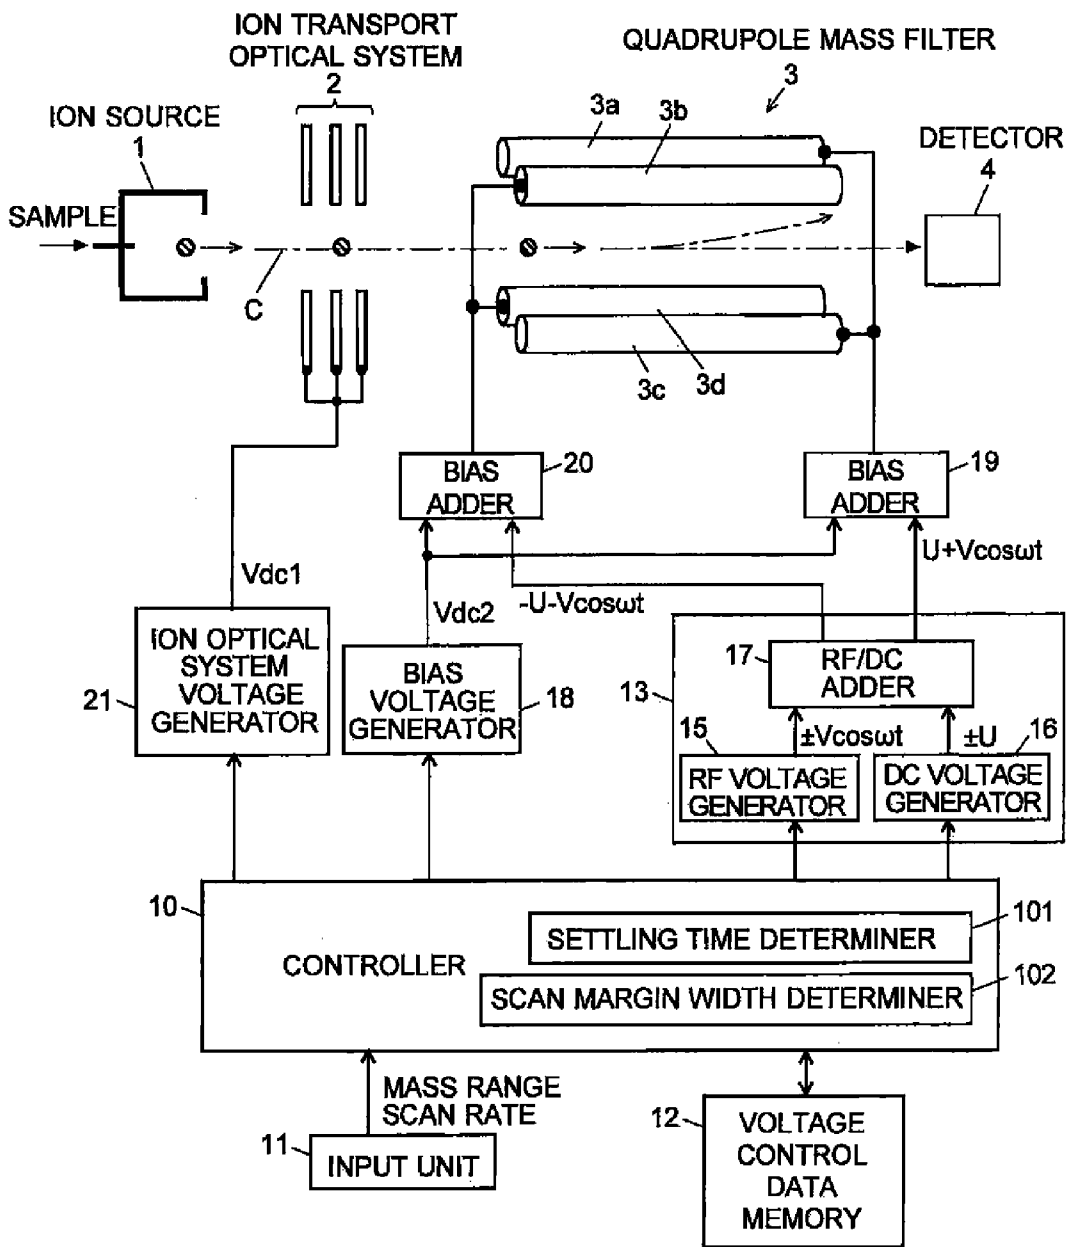 ION TRANSPORT
OPTICAL SYSTEM
2
QUADRUPOLE MASS FILTER
3
ION SOURCE
1
3a
3b
DETECTOR
4
SAMPLE
C
3c
3d
BIAS
ADDER
20
BIAS
ADDER
19
U+Vcosωt
Vdc1
Vdc2
-U-Vcosωt
ION OPTICAL
SYSTEM
VOLTAGE
GENERATOR
21
BIAS
VOLTAGE
GENERATOR
18
13
17
RF/DC
ADDER
15
±Vcosωt
±U
16
RF VOLTAGE
GENERATOR
DC VOLTAGE
GENERATOR
10
CONTROLLER
101
SETTLING TIME DETERMINER
102
SCAN MARGIN WIDTH DETERMINER
MASS RANGE
SCAN RATE
11
INPUT UNIT
12
VOLTAGE
CONTROL
DATA
MEMORY